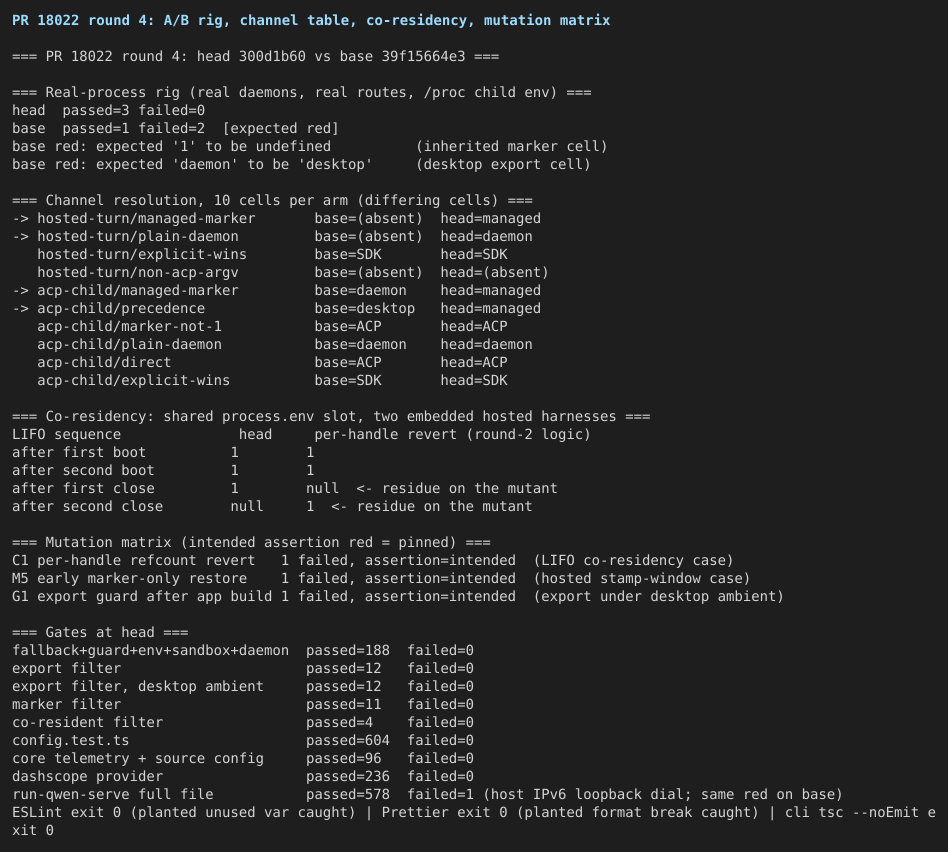 PR 18022 round 4: A/B rig, channel table, co-residency, mutation matrix
=== PR 18022 round 4: head 300d1b60 vs base 39f15664e3 ===
=== Real-process rig (real daemons, real routes, /proc child env) ===
head  passed=3 failed=0
base  passed=1 failed=2  [expected red]
base red: expected '1' to be undefined          (inherited marker cell)
base red: expected 'daemon' to be 'desktop'     (desktop export cell)
=== Channel resolution, 10 cells per arm (differing cells) ===
-> hosted-turn/managed-marker       base=(absent)  head=managed
-> hosted-turn/plain-daemon         base=(absent)  head=daemon
   hosted-turn/explicit-wins        base=SDK       head=SDK
   hosted-turn/non-acp-argv         base=(absent)  head=(absent)
-> acp-child/managed-marker         base=daemon    head=managed
-> acp-child/precedence             base=desktop   head=managed
   acp-child/marker-not-1           base=ACP       head=ACP
   acp-child/plain-daemon           base=daemon    head=daemon
   acp-child/direct                 base=ACP       head=ACP
   acp-child/explicit-wins          base=SDK       head=SDK
=== Co-residency: shared process.env slot, two embedded hosted harnesses ===
LIFO sequence              head     per-handle revert (round-2 logic)
after first boot          1        1
after second boot         1        1
after first close         1        null  <- residue on the mutant
after second close        null     1  <- residue on the mutant
=== Mutation matrix (intended assertion red = pinned) ===
C1 per-handle refcount revert   1 failed, assertion=intended  (LIFO co-residency case)
M5 early marker-only restore    1 failed, assertion=intended  (hosted stamp-window case)
G1 export guard after app build 1 failed, assertion=intended  (export under desktop ambient)
=== Gates at head ===
fallback+guard+env+sandbox+daemon  passed=188  failed=0
export filter                      passed=12   failed=0
export filter, desktop ambient     passed=12   failed=0
marker filter                      passed=11   failed=0
co-resident filter                 passed=4    failed=0
config.test.ts                     passed=604  failed=0
core telemetry + source config     passed=96   failed=0
dashscope provider                 passed=236  failed=0
run-qwen-serve full file           passed=578  failed=1 (host IPv6 loopback dial; same red on base)
ESLint exit 0 (planted unused var caught) | Prettier exit 0 (planted format break caught) | cli tsc --noEmit e
xit 0